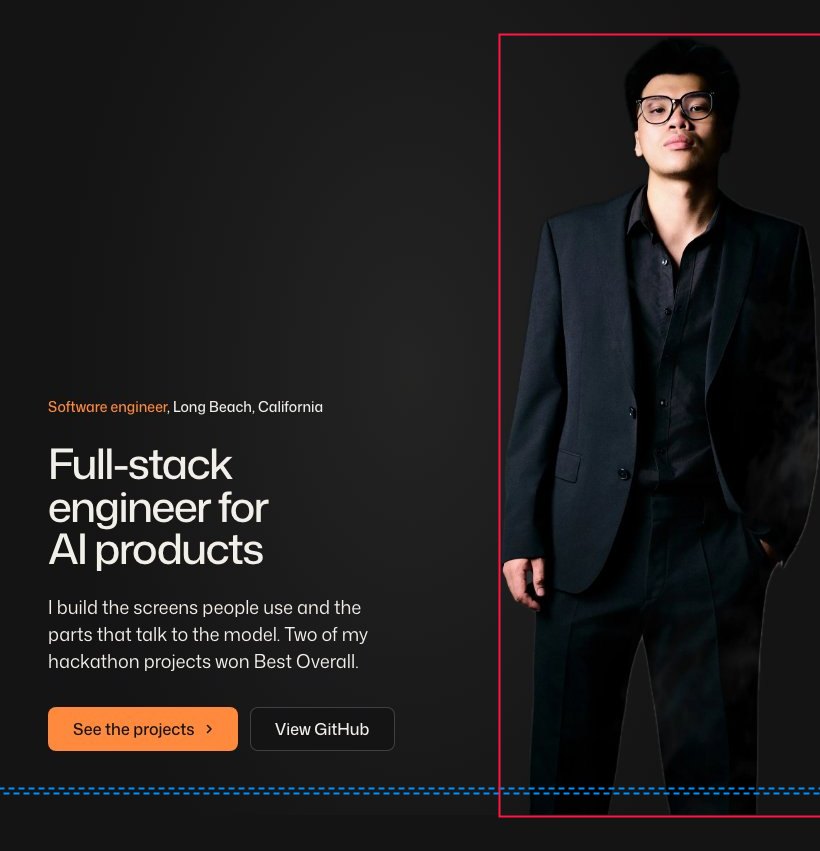 Software engineer, Long Beach, California
Full-stack
engineer for
AI products
I build the screens people use and the
parts that talk to the model. Two of my
hackathon projects won Best Overall.
See the projects
View GitHub